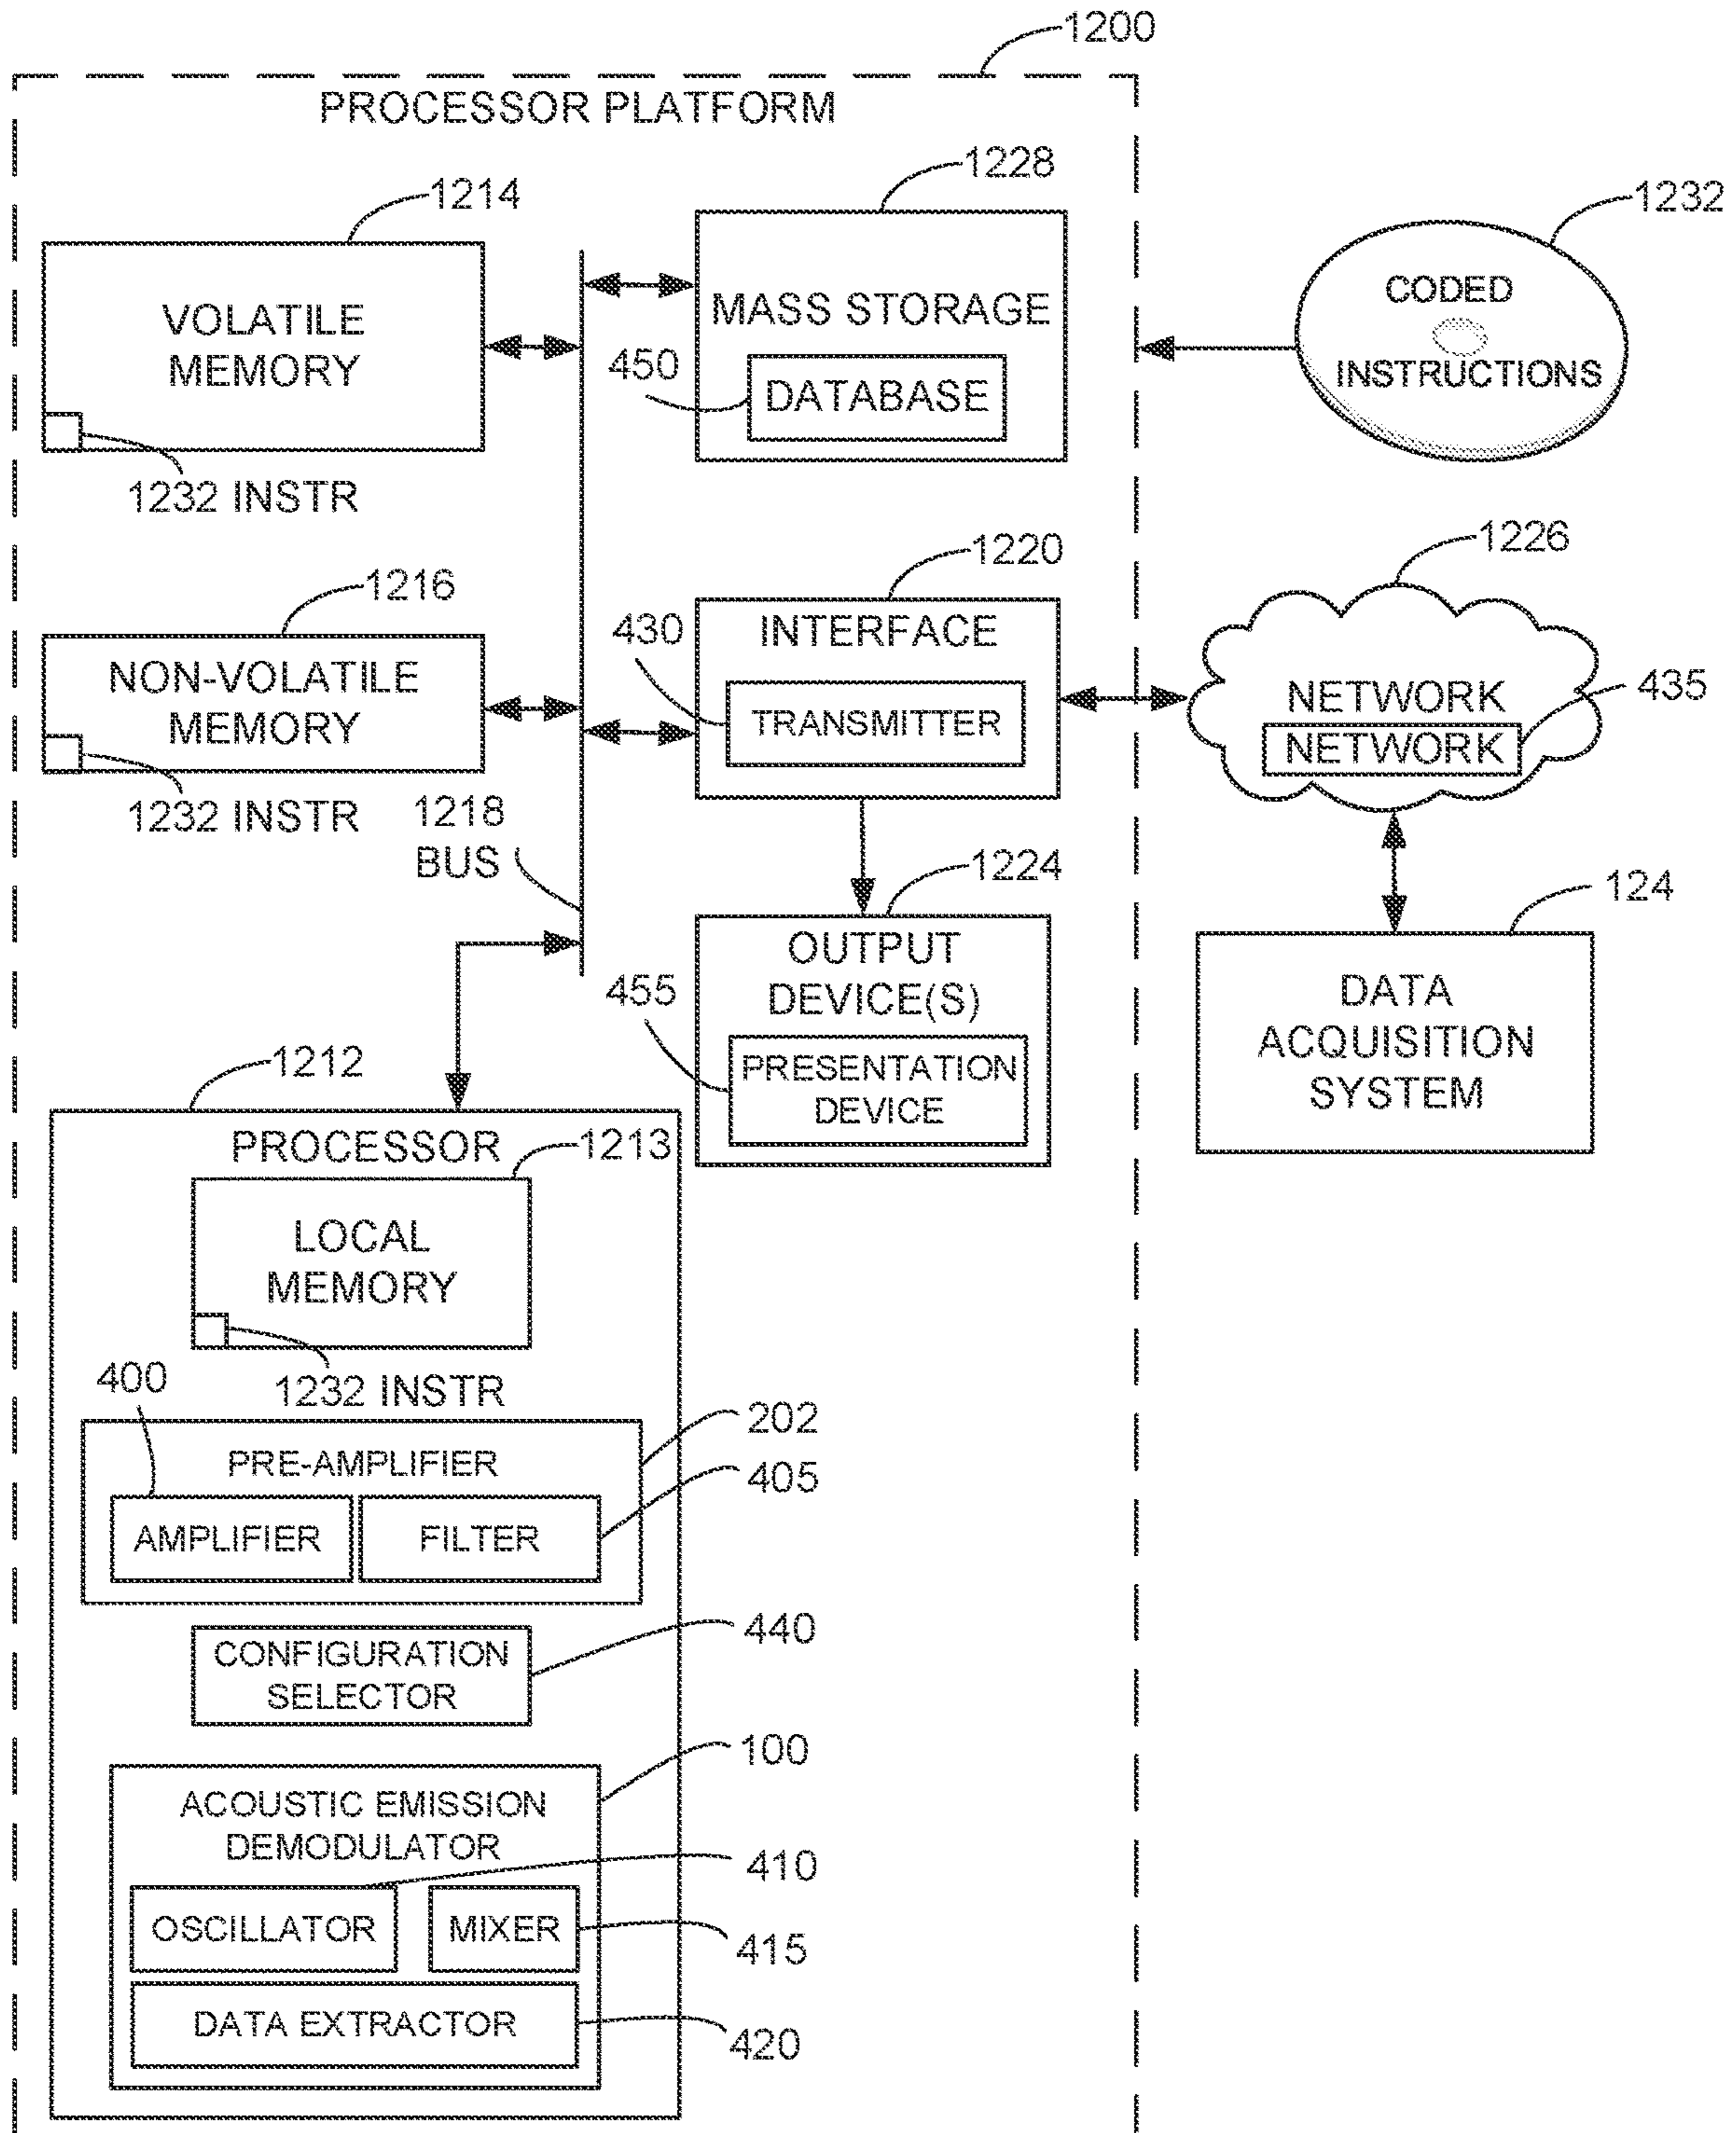 1200
PROCESSOR PLATFORM
1214
1228
1232
VOLATILE
MEMORY
MASS STORAGE
450
DATABASE
CODED
INSTRUCTIONS
1232 INSTR
1216
1220
1226
NON-VOLATILE
MEMORY
430
INTERFACE
TRANSMITTER
NETWORK
NETWORK
435
1232 INSTR
1218
BUS
1224
124
455
OUTPUT
DEVICE(S)
PRESENTATION
DEVICE
DATA
ACQUISITION
SYSTEM
1212
PROCESSOR
1213
LOCAL
MEMORY
1232 INSTR
400
202
PRE-AMPLIFIER
405
AMPLIFIER
FILTER
440
CONFIGURATION
SELECTOR
100
ACOUSTIC EMISSION
DEMODULATOR
410
OSCILLATOR
MIXER
415
DATA EXTRACTOR
420